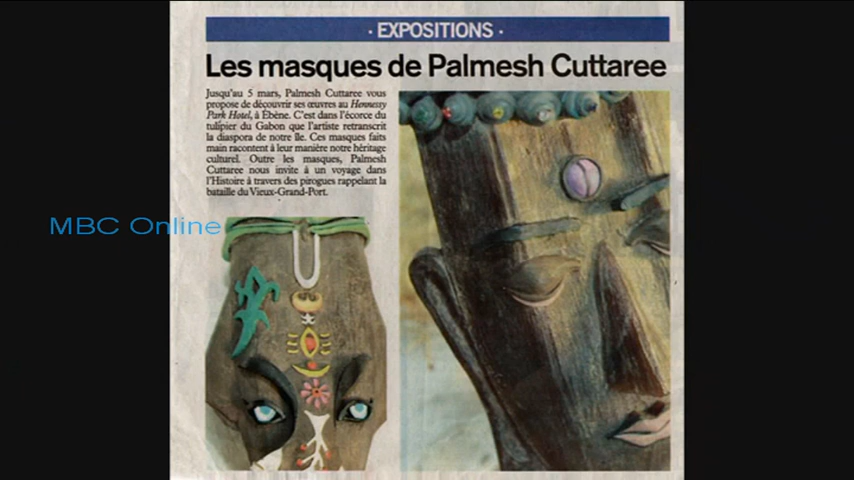 · EXPOSITIONS ·
Les masques de Palmesh Cuttaree
Jusqu'au 5 mars, Palmesh Cuttaree vous
propose de découvrir ses œuvres au Hennessy
Park Hotel, à Ébène. C'est dans l'écorce du
tulipier du Gabon que l'artiste retranscrit
la diaspora de notre île. Ces masques faits
main racontent à leur manière notre héritage
culturel. Outre les masques, Palmesh
Cuttaree nous invite à un voyage dans
l'Histoire à travers des pirogues rappelant la
bataille du Vieux-Grand-Port.
MBC Online